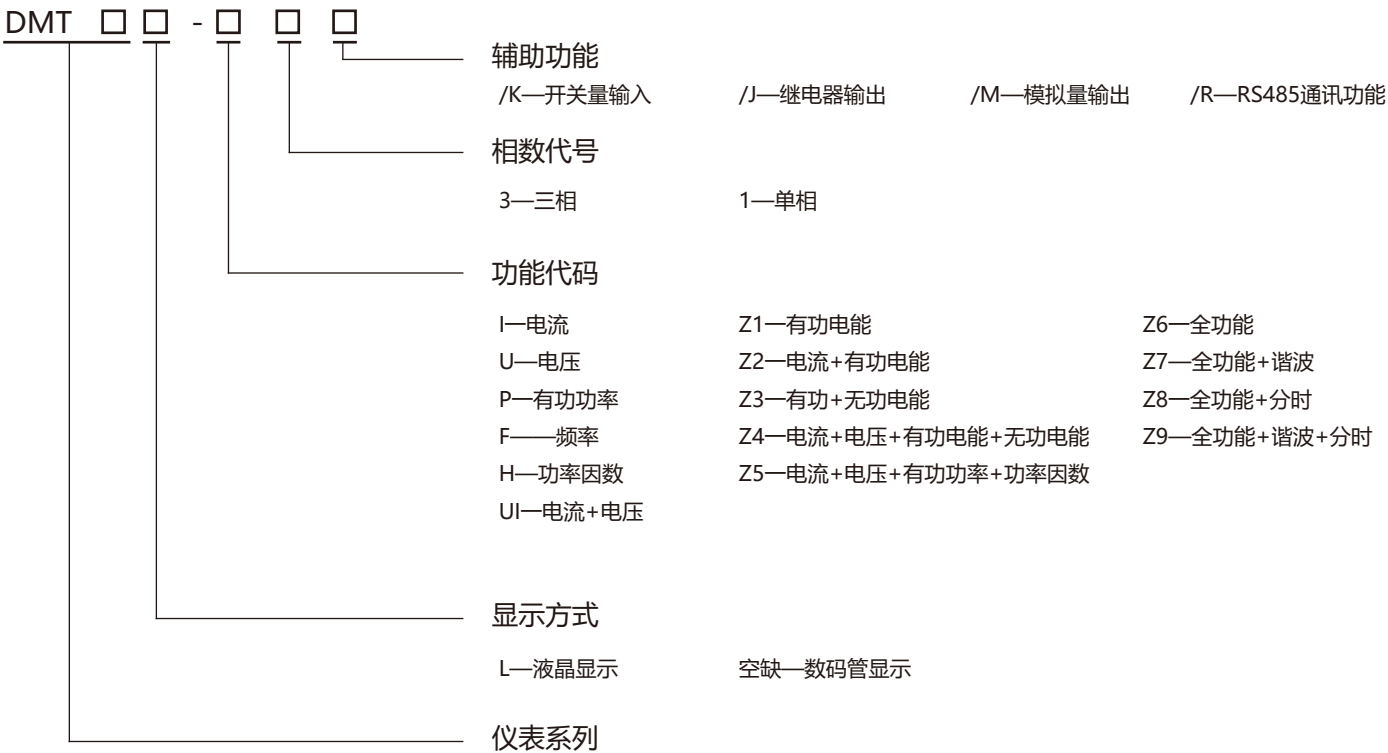 DMT □ □ - □ □ □
辅助功能
/K—开关量输入 /J—继电器输出 /M—模拟量输出 /R—RS485通讯功能
相数代号
3—三相 1—单相
功能代码
I—电流 Z1—有功电能 Z6—全功能
U—电压 Z2—电流+有功电能 Z7—全功能+谐波
P—有功功率 Z3—有功+无功电能 Z8—全功能+分时
F——频率 Z4—电流+电压+有功电能+无功电能 Z9—全功能+谐波+分时
H—功率因数 Z5—电流+电压+有功功率+功率因数
UI—电流+电压
显示方式
L—液晶显示 空缺—数码管显示
仪表系列